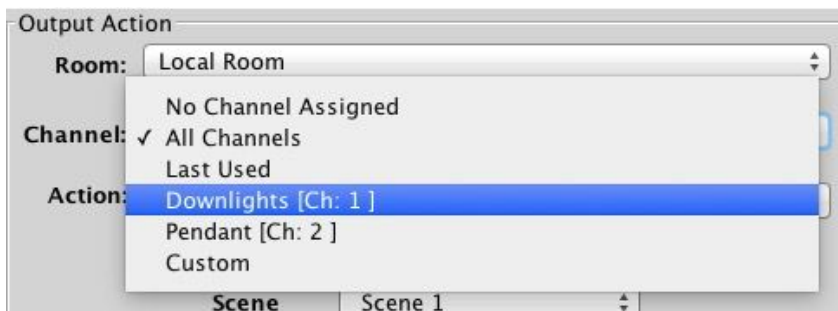 Output Action
Room: Local Room
No Channel Assigned
Channel: ✓ All Channels
Last Used
Action: Downlights [Ch: 1 ]
Pendant [Ch: 2 ]
Custom
Scene Scene 1